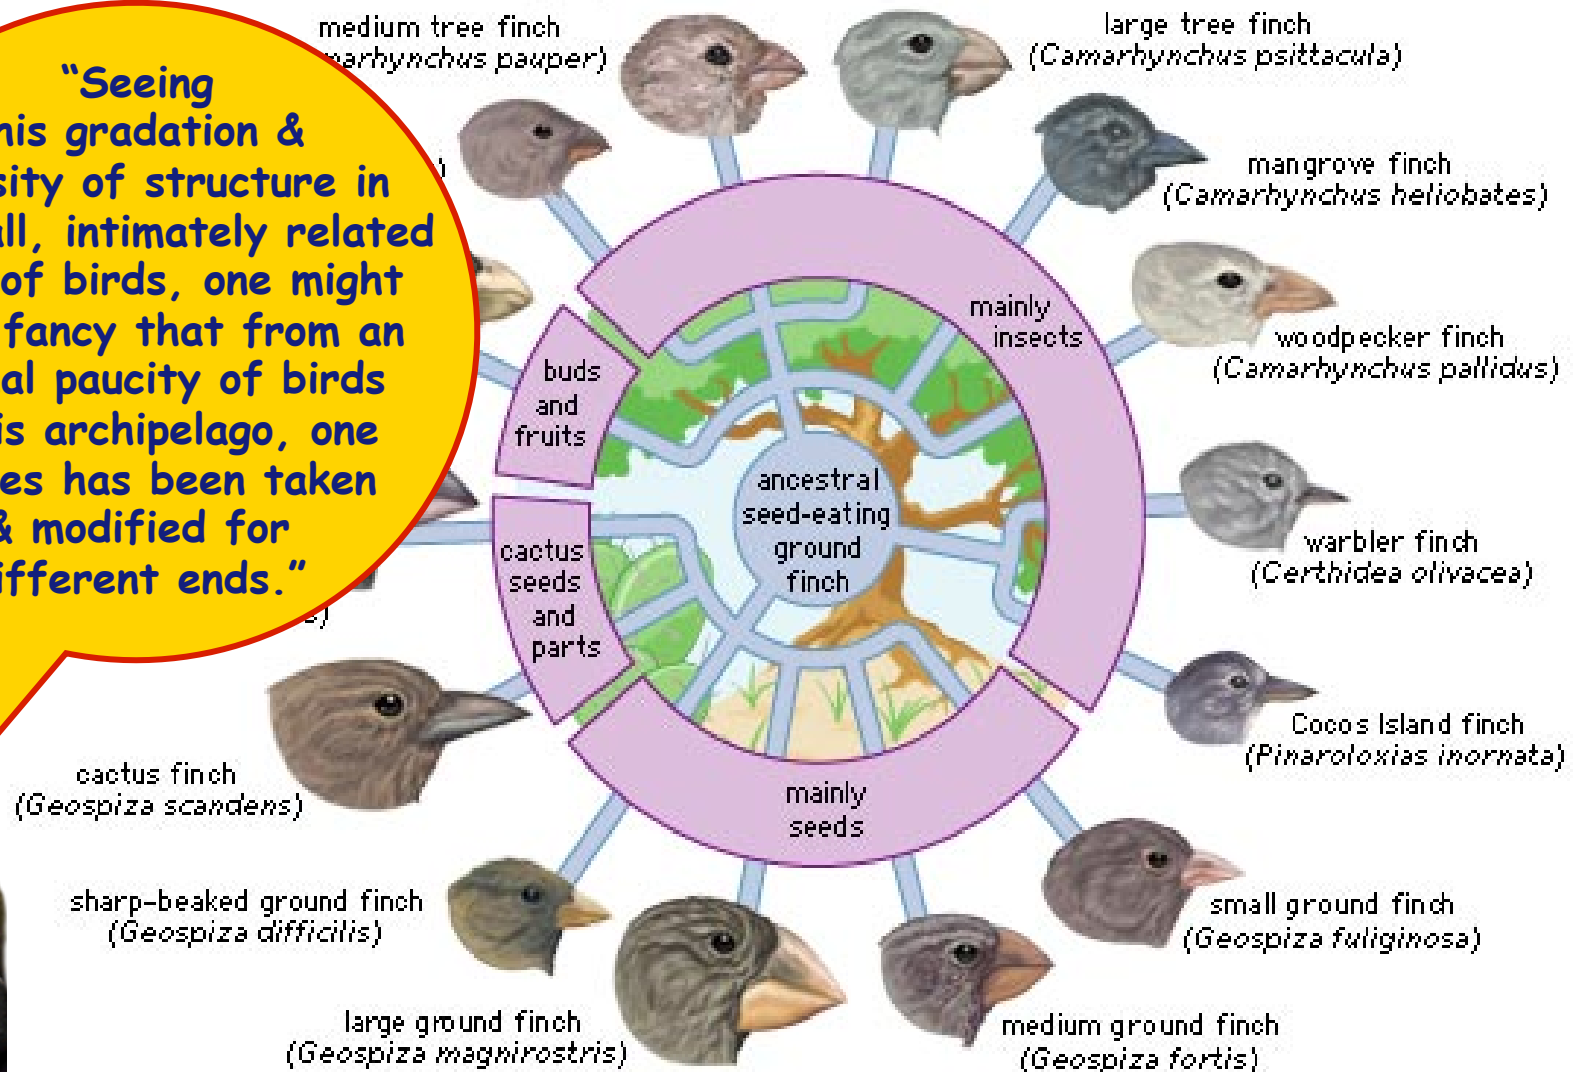 “Seeing
his gradation &
sity of structure in
all, intimately related
of birds, one might
fancy that from an
al paucity of birds
is archipelago, one
es has been taken
& modified for
ifferent ends.”
medium tree finch
marhynchus pauper)
large tree finch
(Camarhynchus psittacula)
mangrove finch
(Camarhynchus heliobates)
woodpecker finch
(Camarhynchus pallidus)
warbler finch
(Certhidea olivacea)
Cocos Island finch
(Pinaroloxias inornata)
small ground finch
(Geospiza fuliginosa)
medium ground finch
(Geospiza fortis)
large ground finch
(Geospiza magnirostris)
sharp-beaked ground finch
(Geospiza difficilis)
cactus finch
(Geospiza scandens)
mainly
insects
buds
and
fruits
cactus
seeds
and
parts
mainly
seeds
ancestral
seed-eating
ground
finch